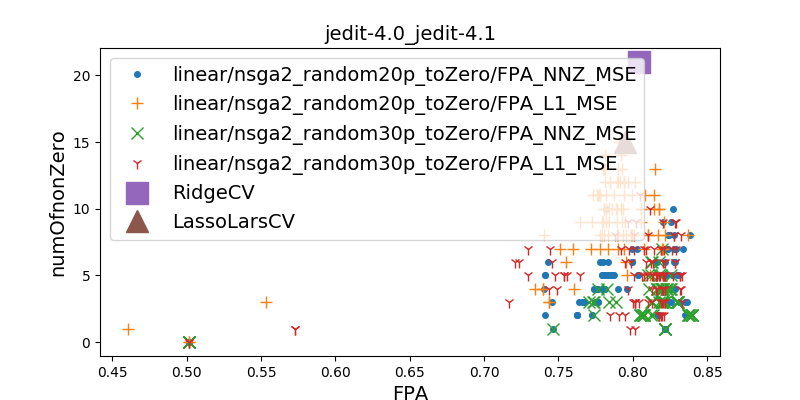 jedit-4.0_jedit-4.1
linear/nsga2_random20p_toZero/FPA_NNZ_MSE
linear/nsga2_random20p_toZero/FPA_L1_MSE
linear/nsga2_random30p_toZero/FPA_NNZ_MSE
linear/nsga2_random30p_toZero/FPA_L1_MSE
RidgeCV
LassoLarsCV
numOfnonZero
20
15
10
5
0
0.45 0.50 0.55 0.60 0.65 0.70 0.75 0.80 0.85
FPA